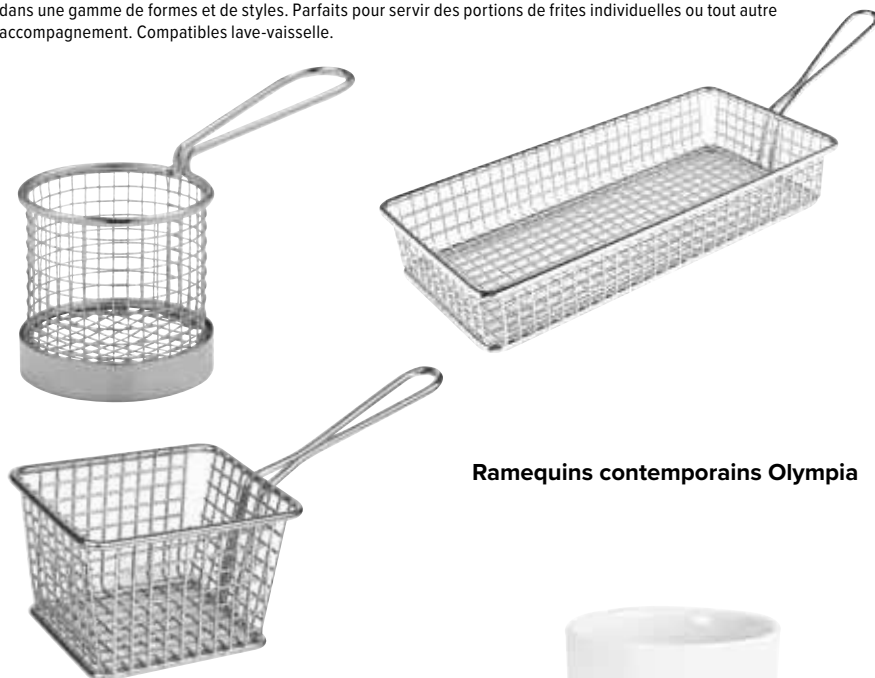 dans une gamme de formes et de styles. Parfaits pour servir des portions de frites individuelles ou tout autre
accompagnement. Compatibles lave-vaisselle.
Ramequins contemporains Olympia